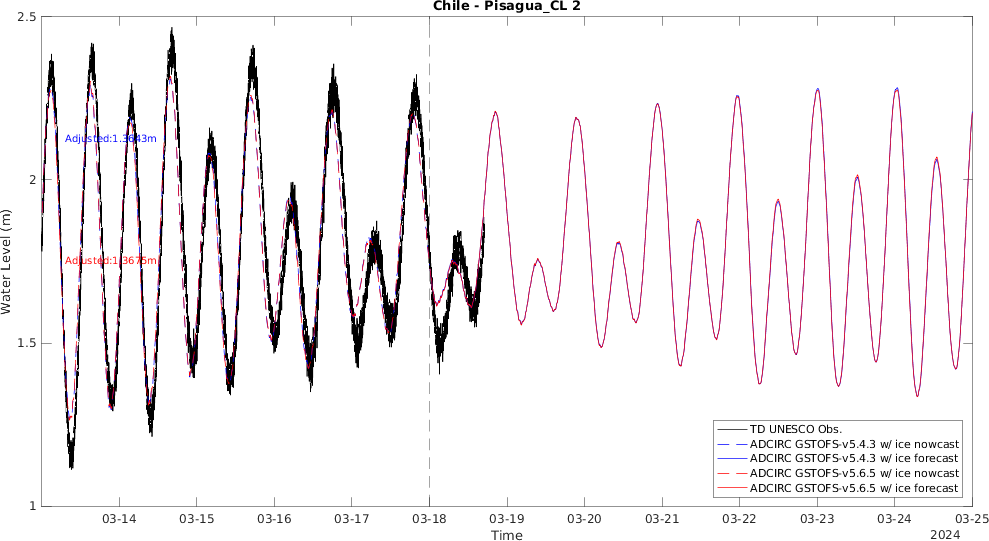 Chile - Pisagua_CL 2
2.5
2
1.5
1
Water Level (m)
Adjusted:1.3643m
Adjusted:1.3675m
TD UNESCO Obs.
ADCIRC GSTOFS-v5.4.3 w/ ice nowcast
ADCIRC GSTOFS-v5.4.3 w/ ice forecast
ADCIRC GSTOFS-v5.6.5 w/ ice nowcast
ADCIRC GSTOFS-v5.6.5 w/ ice forecast
03-14 03-15 03-16 03-17 03-18 03-19 03-20 03-21 03-22 03-23 03-24 03-25
Time
2024